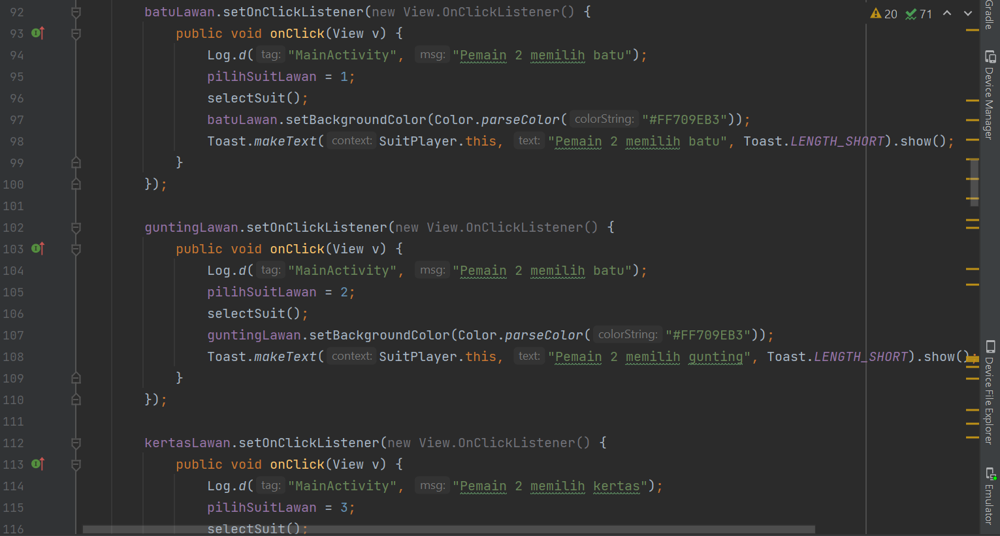 92 batuLawan.setOnClickListener(new View.OnClickListener() {
20 71
93 public void onClick(View v) {
94 Log.d( tag: "MainActivity", msg: "Pemain 2 memilih batu");
95 pilihSuitLawan = 1;
96 selectSuit();
97 batuLawan.setBackgroundColor(Color.parseColor( colorString: "#FF709EB3"));
98 Toast.makeText( context: SuitPlayer.this, text: "Pemain 2 memilih batu", Toast.LENGTH_SHORT).show();
99 }
100 });
101
102 guntingLawan.setOnClickListener(new View.OnClickListener() {
103 public void onClick(View v) {
104 Log.d( tag: "MainActivity", msg: "Pemain 2 memilih batu");
105 pilihSuitLawan = 2;
106 selectSuit();
107 guntingLawan.setBackgroundColor(Color.parseColor( colorString: "#FF709EB3"));
108 Toast.makeText( context: SuitPlayer.this, text: "Pemain 2 memilih gunting", Toast.LENGTH_SHORT).show();
109 }
110 });
111
112 kertasLawan.setOnClickListener(new View.OnClickListener() {
113 public void onClick(View v) {
114 Log.d( tag: "MainActivity", msg: "Pemain 2 memilih kertas");
115 pilihSuitLawan = 3;
116 selectSuit();
Gradle
Device Manager
Device File Explorer
Emulator